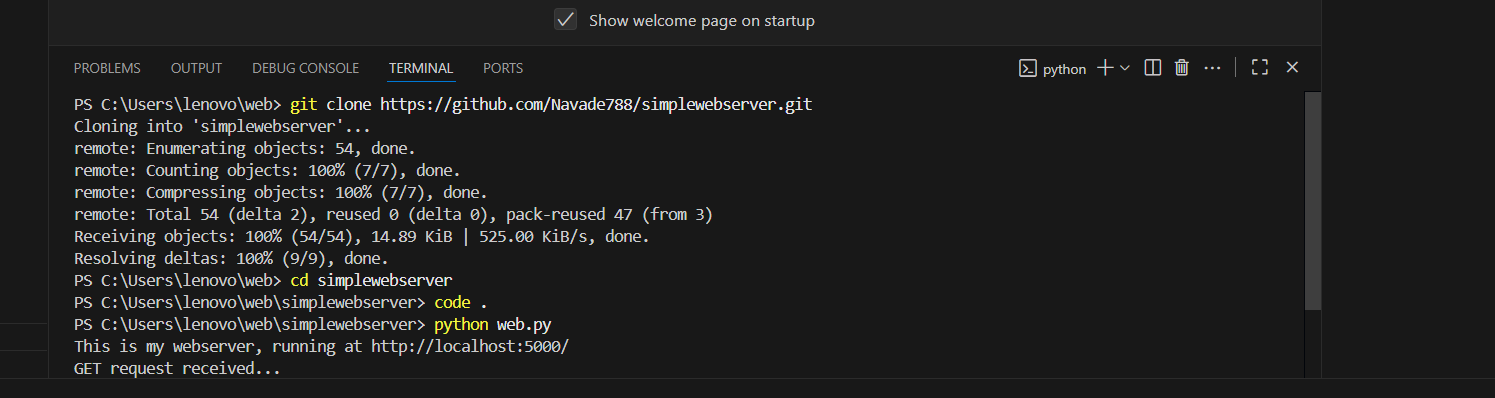 Show welcome page on startup
PROBLEMS OUTPUT DEBUG CONSOLE TERMINAL PORTS python
PS C:\Users\lenovo\web> git clone https://github.com/Navade788/simplewebserver.git
Cloning into 'simplewebserver'...
remote: Enumerating objects: 54, done.
remote: Counting objects: 100% (7/7), done.
remote: Compressing objects: 100% (7/7), done.
remote: Total 54 (delta 2), reused 0 (delta 0), pack-reused 47 (from 3)
Receiving objects: 100% (54/54), 14.89 KiB | 525.00 KiB/s, done.
Resolving deltas: 100% (9/9), done.
PS C:\Users\lenovo\web> cd simplewebserver
PS C:\Users\lenovo\web\simplewebserver> code .
PS C:\Users\lenovo\web\simplewebserver> python web.py
This is my webserver, running at http://localhost:5000/
GET request received...